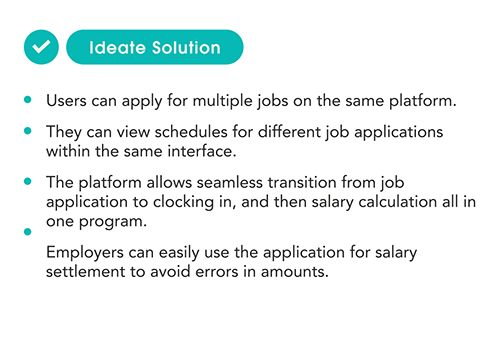 Ideate Solution
Users can apply for multiple jobs on the same platform.
They can view schedules for different job applications
within the same interface.
The platform allows seamless transition from job
application to clocking in, and then salary calculation all in
one program.
Employers can easily use the application for salary
settlement to avoid errors in amounts.